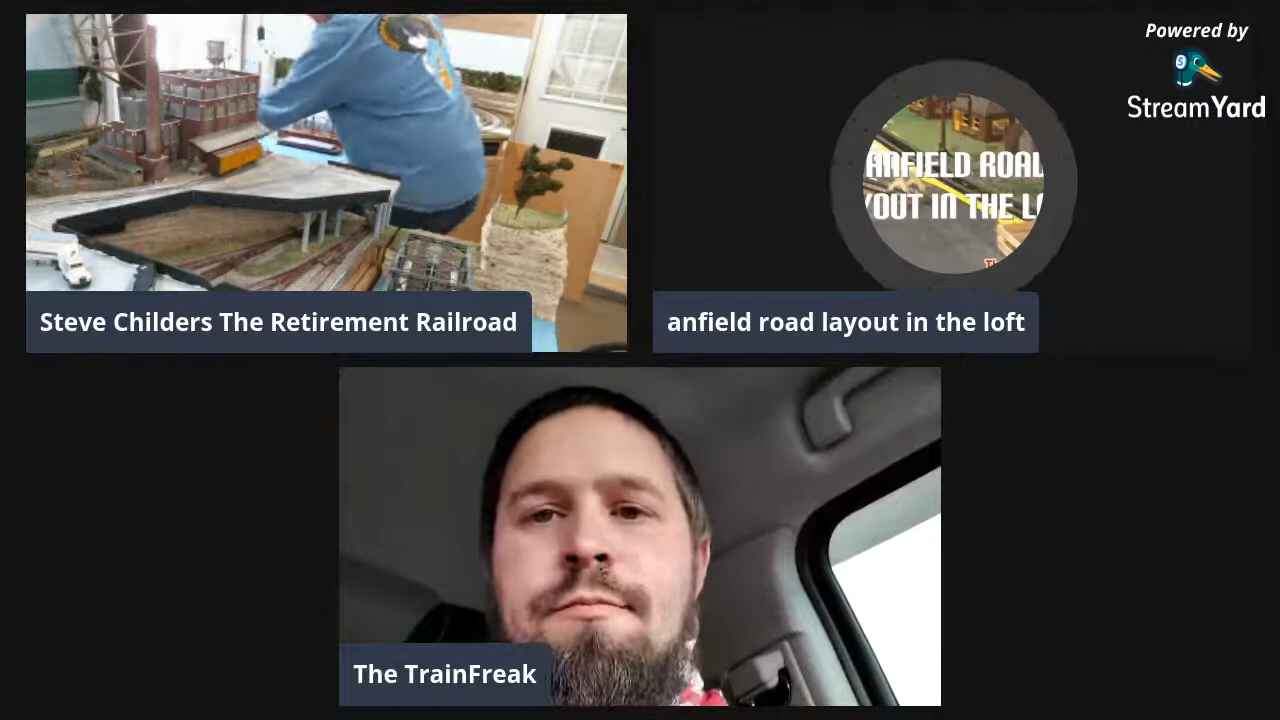 Powered by
StreamYard
ANFIELD ROAD
OUT IN THE L
Steve Childers The Retirement Railroad
anfield road layout in the loft
The TrainFreak